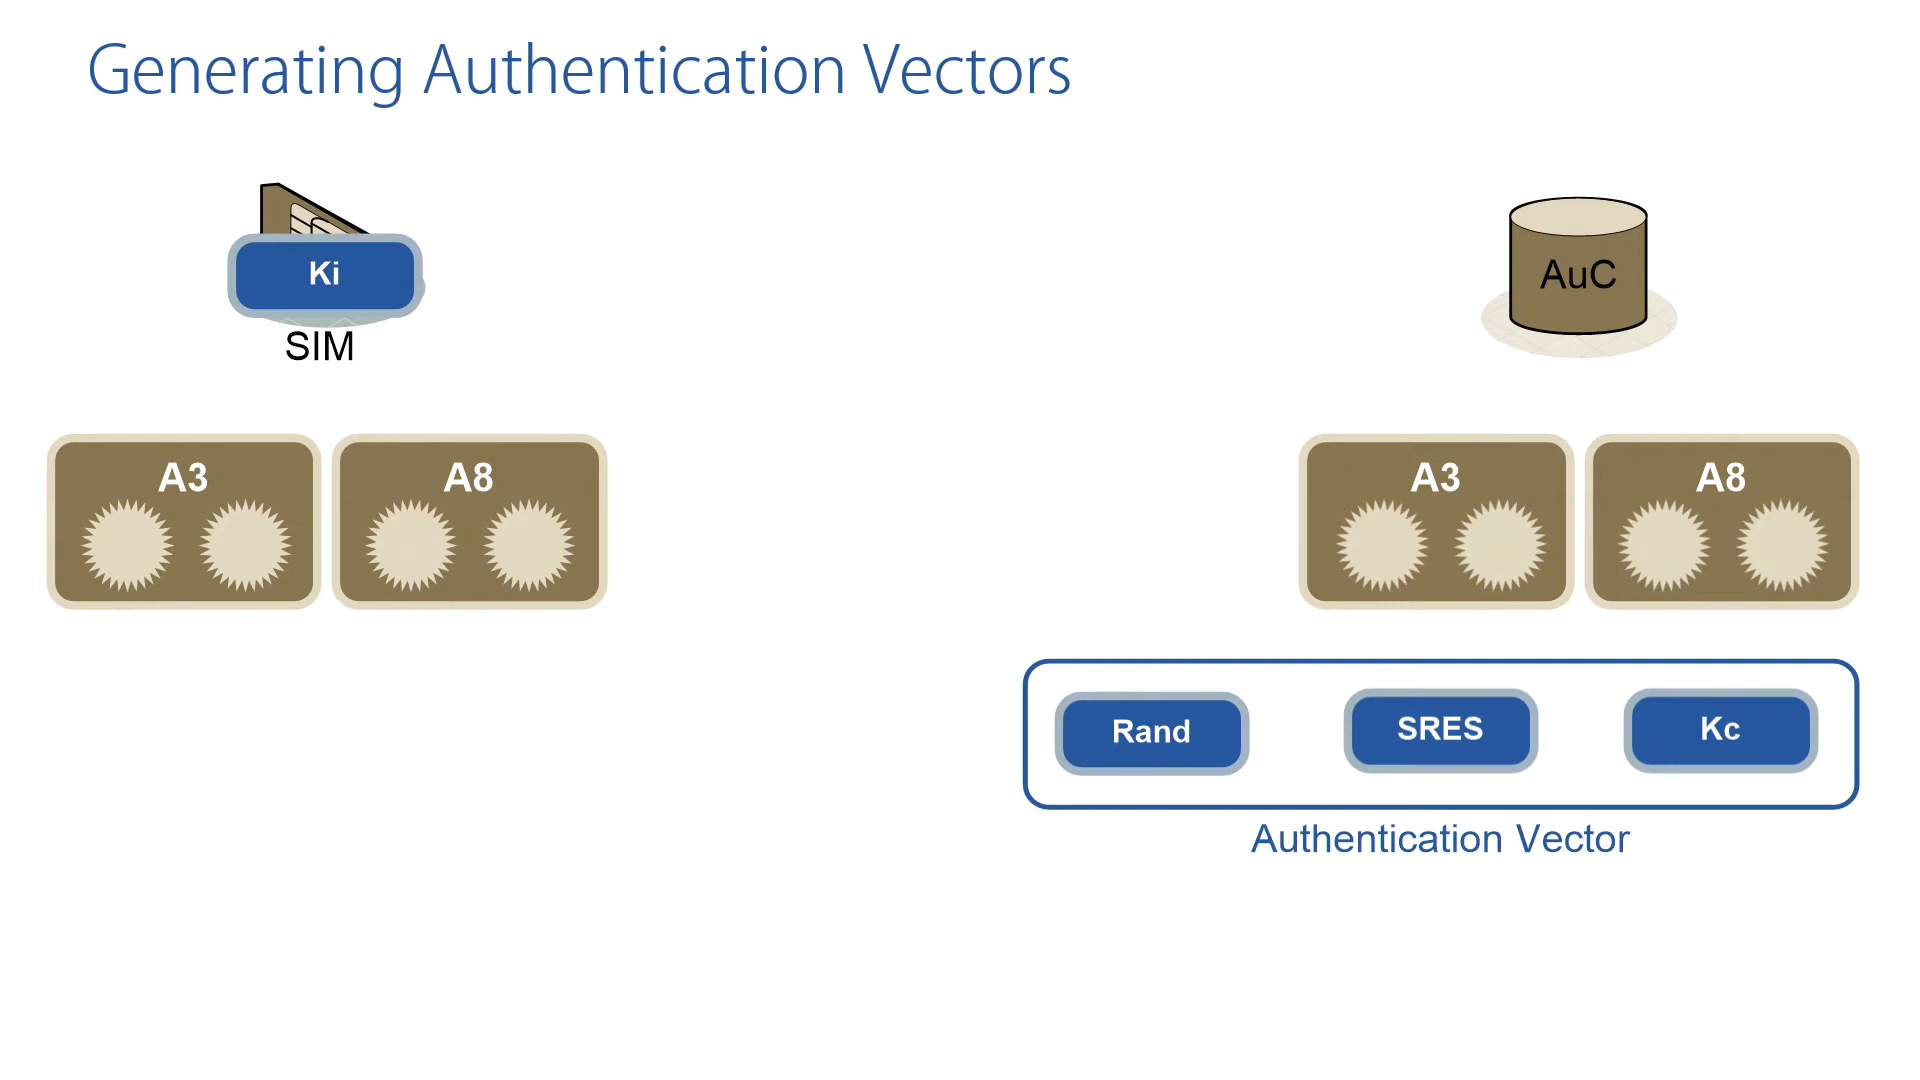 Generating Authentication Vectors
Ki
SIM
AuC
A3
A8
A3
A8
Rand
SRES
Kc
Authentication Vector